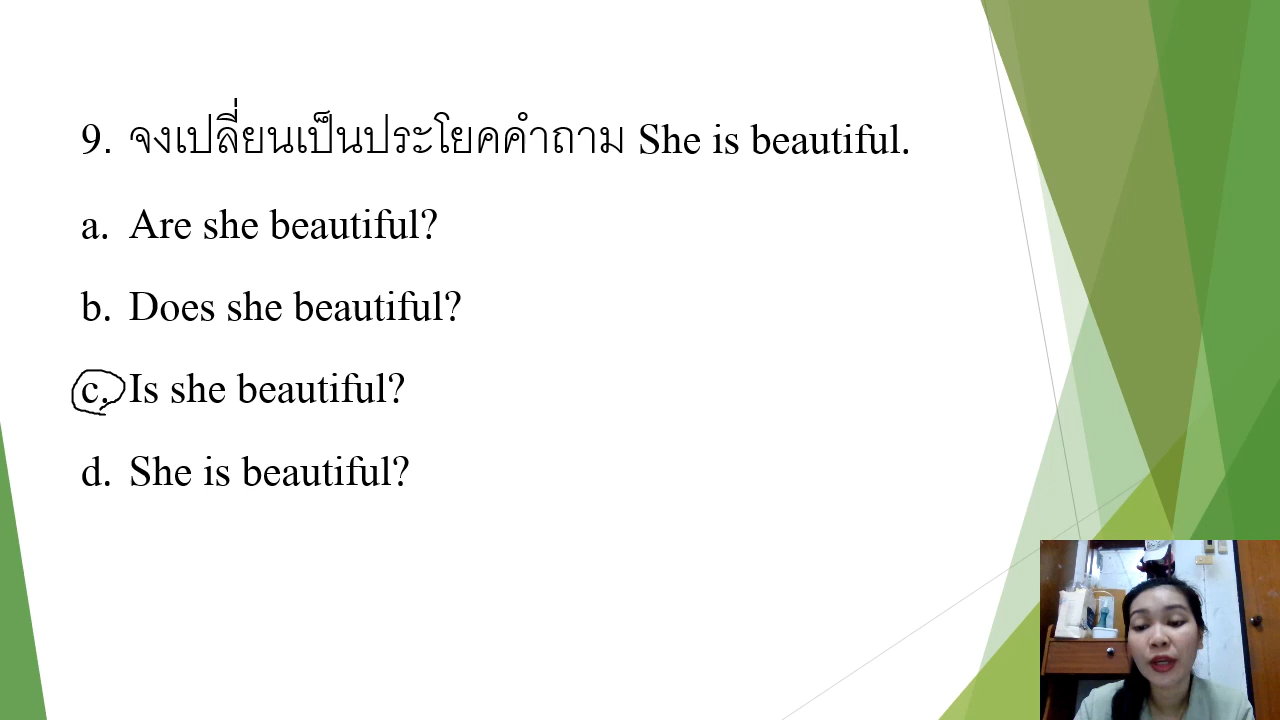 9. จงเปลี่ยนเป็นประโยคคำถาม She is beautiful.
a. Are she beautiful?
b. Does she beautiful?
c. Is she beautiful?
d. She is beautiful?